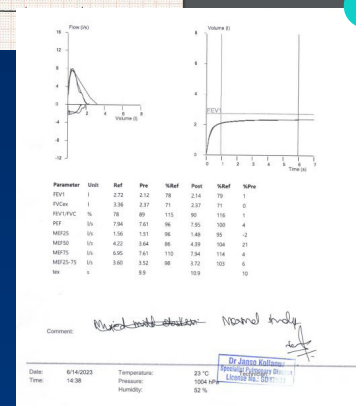 Flow (l/s)
16
12
8
4
0
2 4 6 8
Volume (l)
-4
-8
-12
Volume (l)
8
6
4
FEV1
2
0
0 1 2 3 4 5 6 7
Time (s)
Parameter Unit Ref Pre %Ref Post %Ref %Pre
FEV1 l 2.72 2.12 78 2.14 79 1
FVCex l 3.36 2.37 71 2.37 71 0
FEV1/FVC % 78 89 115 90 116 1
PEF l/s 7.94 7.61 96 7.95 100 4
MEF25 l/s 1.56 1.51 96 1.48 95 -2
MEF50 l/s 4.22 3.64 86 4.39 104 21
MEF75 l/s 6.95 7.61 110 7.94 114 4
MEF25-75 l/s 3.60 3.52 98 3.72 103 6
tex s 9.9 10.9 10
Comment: Normal study
Dr Janso Kollanu
Specialist Pulmonary
License No.:
Technician:
Date: 6/14/2023 Temperature: 23 °C
Time: 14:38 Pressure: 1004 hPa
Humidity: 52 %